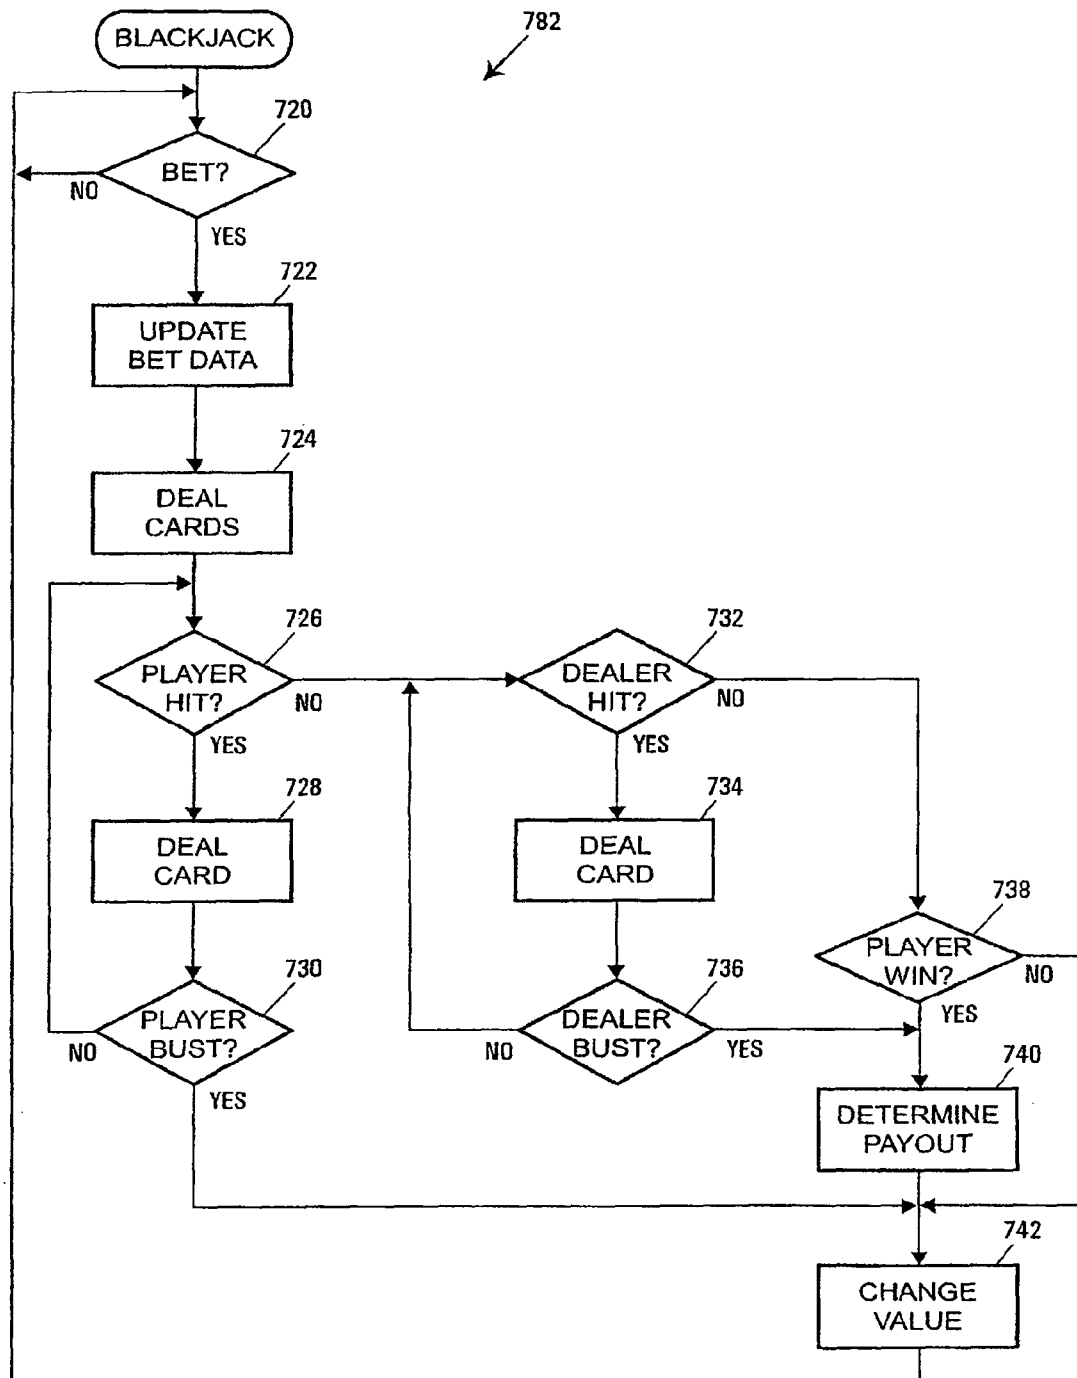 BLACKJACK
782
720
BET?
NO
YES
722
UPDATE
BET DATA
724
DEAL
CARDS
726
PLAYER
HIT?
NO
YES
732
DEALER
HIT?
NO
YES
728
DEAL
CARD
734
DEAL
CARD
738
PLAYER
WIN?
NO
YES
730
PLAYER
BUST?
NO
YES
736
DEALER
BUST?
NO
YES
740
DETERMINE
PAYOUT
742
CHANGE
VALUE